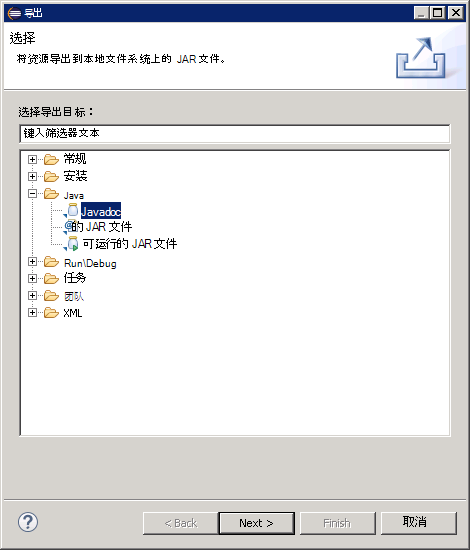 导出
选择
将资源导出到本地文件系统上的 JAR 文件。
选择导出目标：
键入筛选器文本
常规
安装
Java
Javadoc
的 JAR 文件
可运行的 JAR 文件
Run\Debug
任务
团队
XML
< Back
Next >
Finish
取消